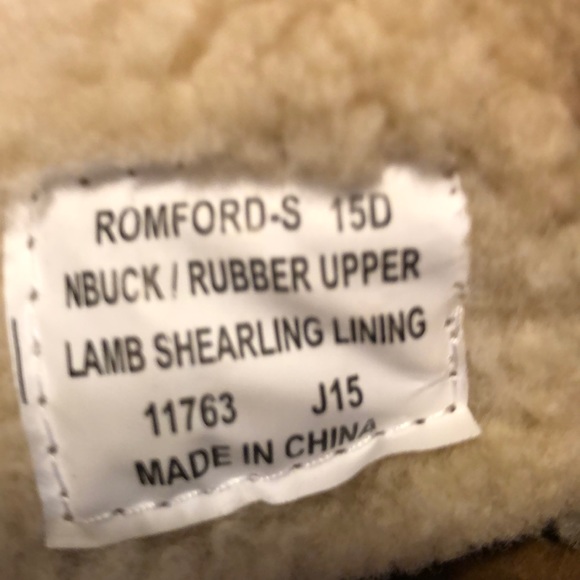 ROMFORD-S 15D
NBUCK / RUBBER UPPER
LAMB SHEARLING LINING
11763 J15
MADE IN CHINA